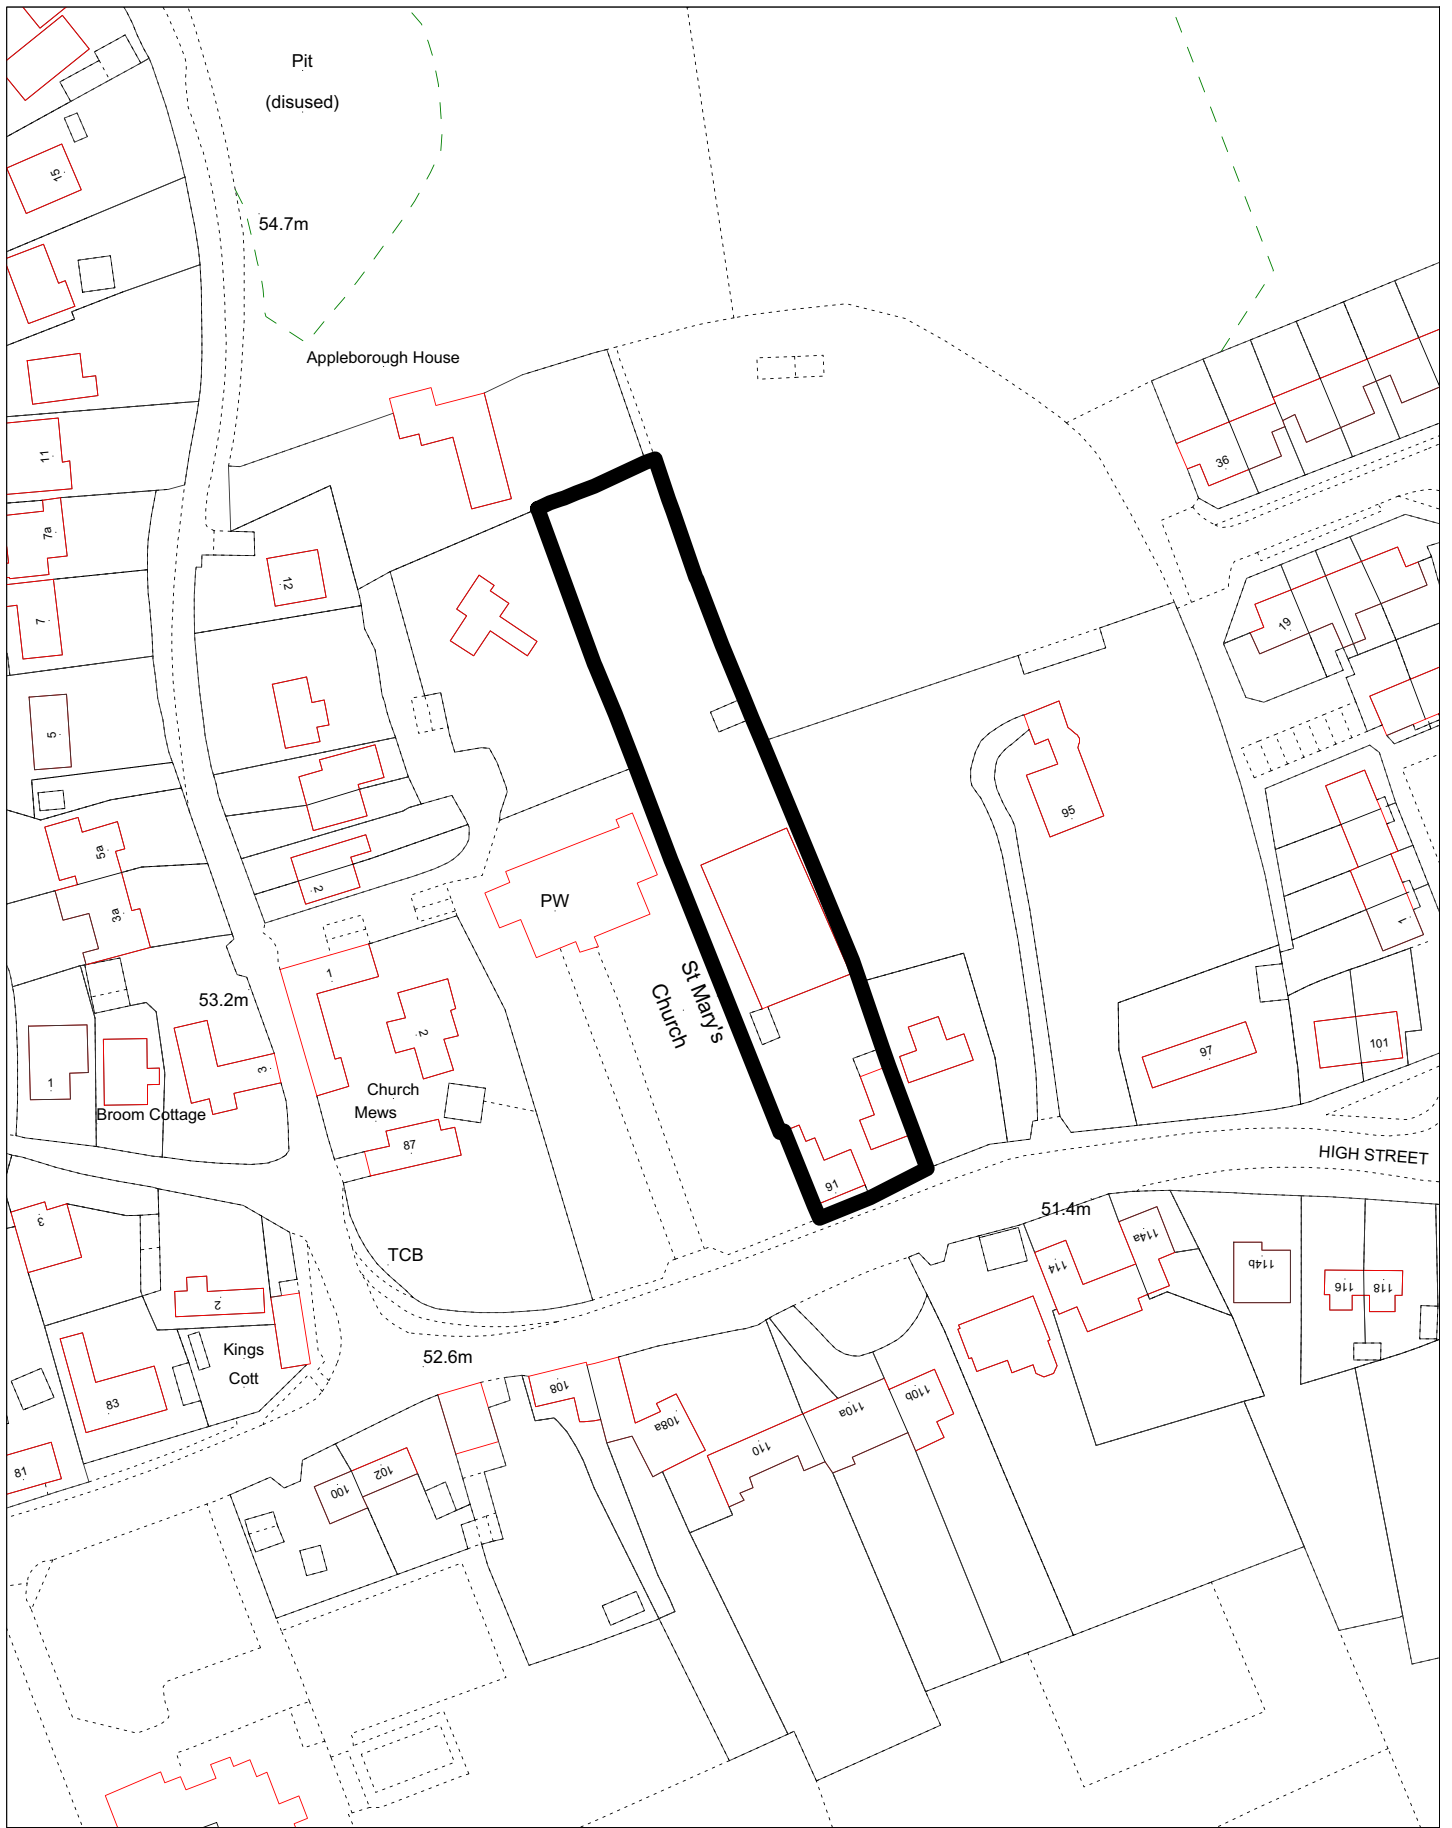 Pit
(disused)
15
54.7m
Appleborough House
11
36
7a
12
19
7
5
95
5a
2
3a
PW
1
1
53.2m
St Mary's
Church
2
97
101
1
3
Church
Mews
Broom Cottage
87
HIGH STREET
91
51.4m
3
114a
TCB
114
114b
116
118
2
Kings
Cott
52.6m
83
108
108a
110
110a
110b
81
100
102